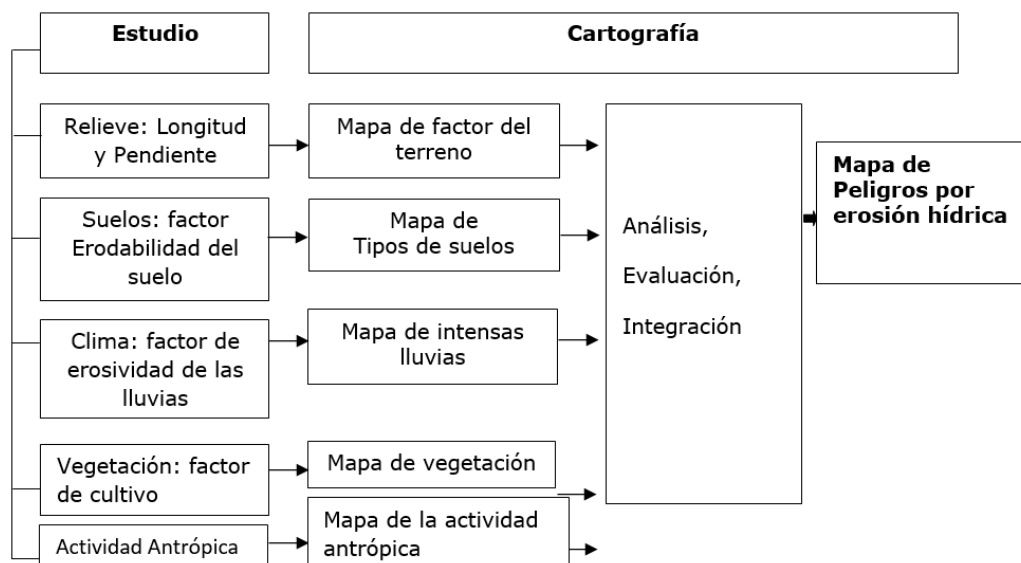 Estudio
Cartografía
Relieve: Longitud
y Pendiente
Mapa de factor del
terreno
Suelos: factor
Erodabilidad del
suelo
Mapa de
Tipos de suelos
Clima: factor de
erosividad de las
lluvias
Mapa de intensas
lluvias
Vegetación: factor
de cultivo
Mapa de vegetación
Actividad Antrópica
Mapa de la actividad
antrópica
Análisis,
Evaluación,
Integración
Mapa de
Peligros por
erosión hídrica